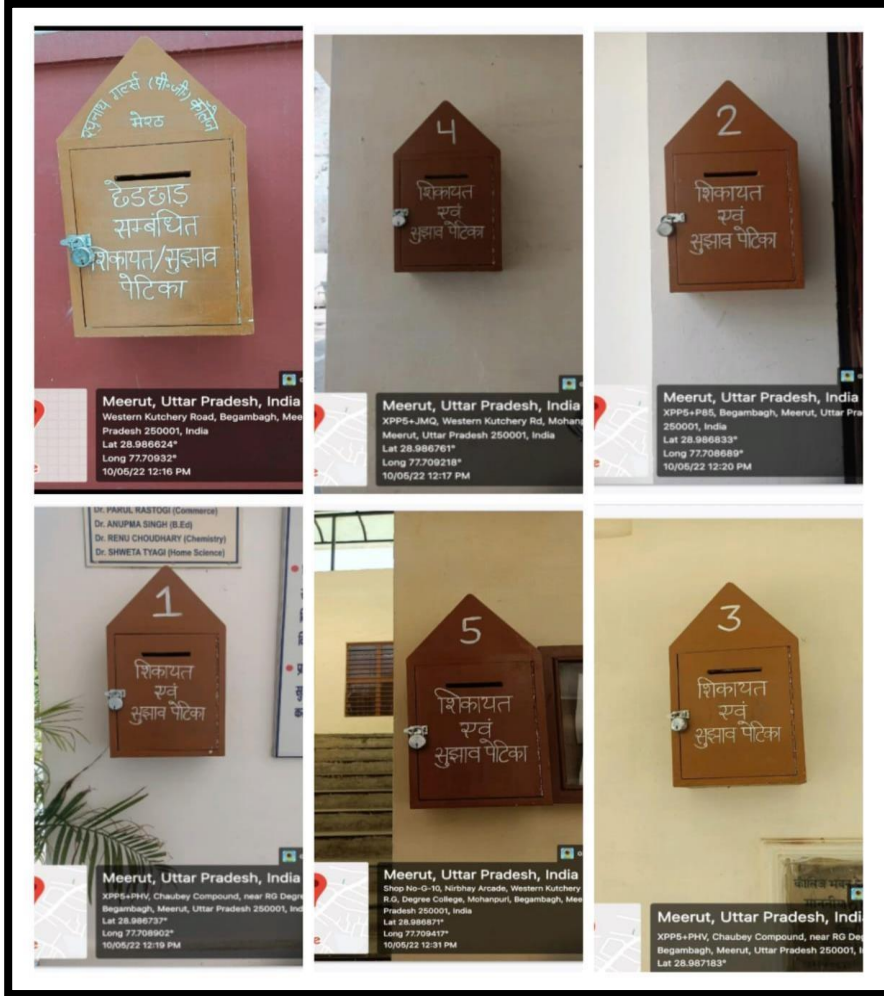 रघुनाथ गर्ल्स (पी०जी) कॉलेज
मेरठ
छेडछाड़
सम्बंधित
शिकायत/सुझाव
पेटिका
Meerut, Uttar Pradesh, India
Western Kutchery Road, Begambagh, Mee
Pradesh 250001, India
Lat 28.986624°
Long 77.70932°
10/05/22 12:16 PM
4
शिकायत
एवं
सुझाव पेटिका
Meerut, Uttar Pradesh, India
XPP5+JMQ, Western Kutchery Rd, Mohanp
Meerut, Uttar Pradesh 250001, India
Lat 28.986761°
Long 77.709218°
10/05/22 12:17 PM
2
शिकायत
एवं
सुझाव पेटिका
Meerut, Uttar Pradesh, India
XPP5+P85, Begambagh, Meerut, Uttar Pra
250001, India
Lat 28.986833°
Long 77.708689°
10/05/22 12:20 PM
Dr. PARUL RASTOGI (Commerce)
Dr. ANUPMA SINGH (B.Ed)
Dr. RENU CHOUDHARY (Chemistry)
Dr. SHWETA TYAGI (Home Science)
1
शिकायत
एवं
सुझाव पेटिका
Meerut, Uttar Pradesh, India
XPP5+PHV, Chaubey Compound, near RG Degre
Begambagh, Meerut, Uttar Pradesh 250001, Ind
Lat 28.986737°
Long 77.708902°
10/05/22 12:19 PM
5
शिकायत
एवं
सुझाव पेटिका
Meerut, Uttar Pradesh, India
Shop No-G-10, Nirbhay Arcade, Western Kutchery
R.G, Degree College, Mohanpuri, Begambagh, Mee
Pradesh 250001, India
Lat 28.986871°
Long 77.709417°
10/05/22 12:31 PM
3
शिकायत
एवं
सुझाव पेटिका
Meerut, Uttar Pradesh, Indi
XPP5+PHV, Chaubey Compound, near RG Deg
Begambagh, Meerut, Uttar Pradesh 250001, I
Lat 28.987183°